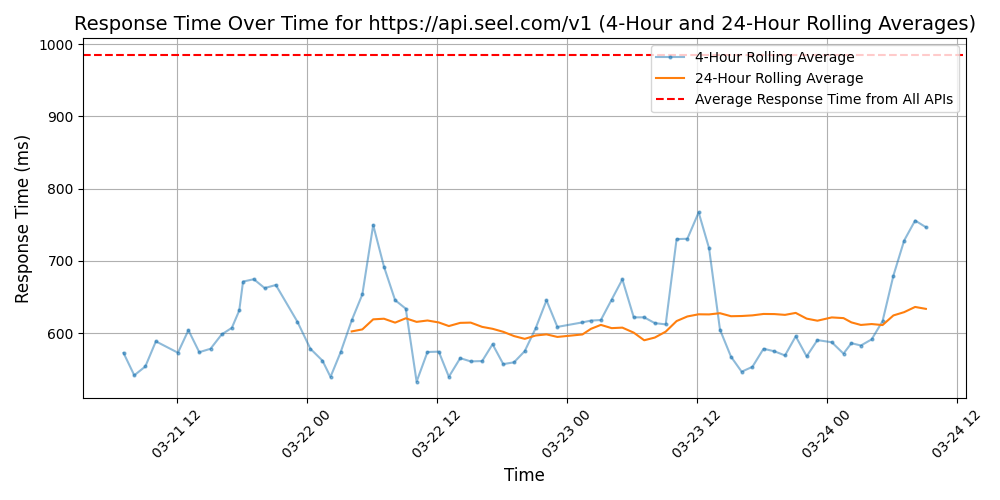 Response Time Over Time for https://api.seel.com/v1 (4-Hour and 24-Hour Rolling Averages)
4-Hour Rolling Average
24-Hour Rolling Average
Average Response Time from All APIs
Response Time (ms)
1000
900
800
700
600
03-21 12
03-22 00
03-22 12
03-23 00
03-23 12
03-24 00
03-24 12
Time